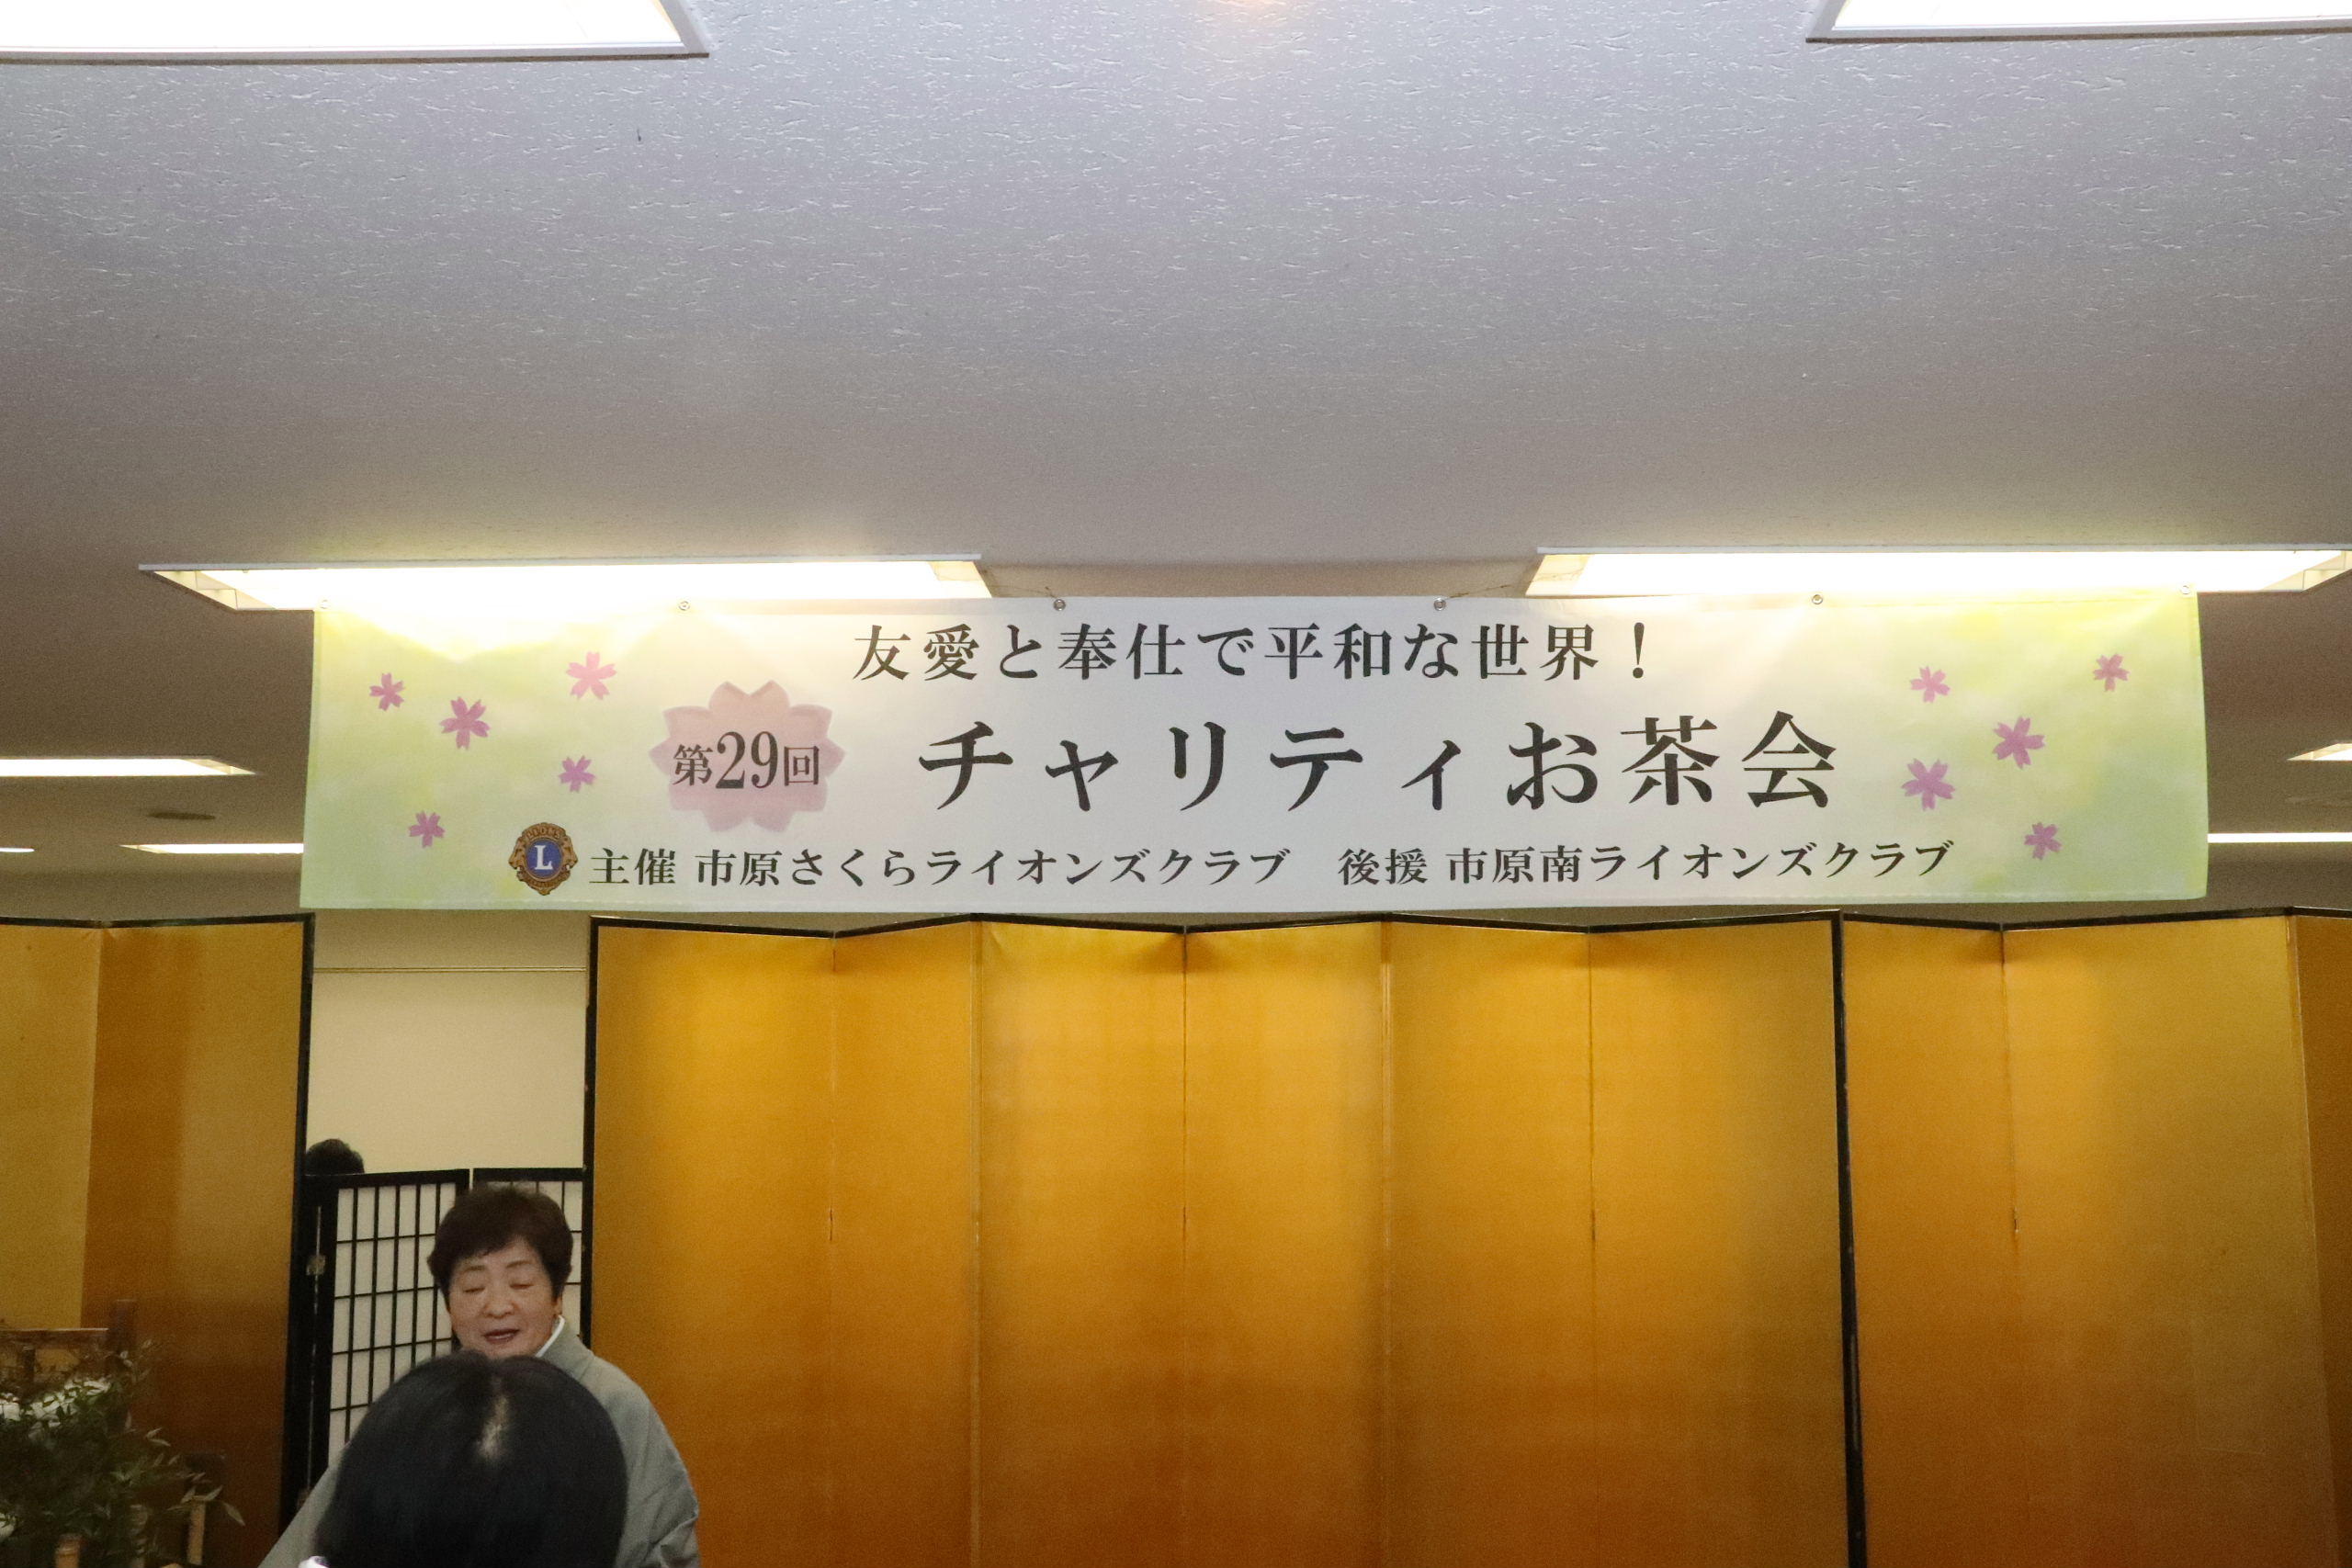 友愛と奉仕で平和な世界！
第29回 チャリティお茶会
L 主催 市原さくらライオンズクラブ 後援 市原南ライオンズクラブ